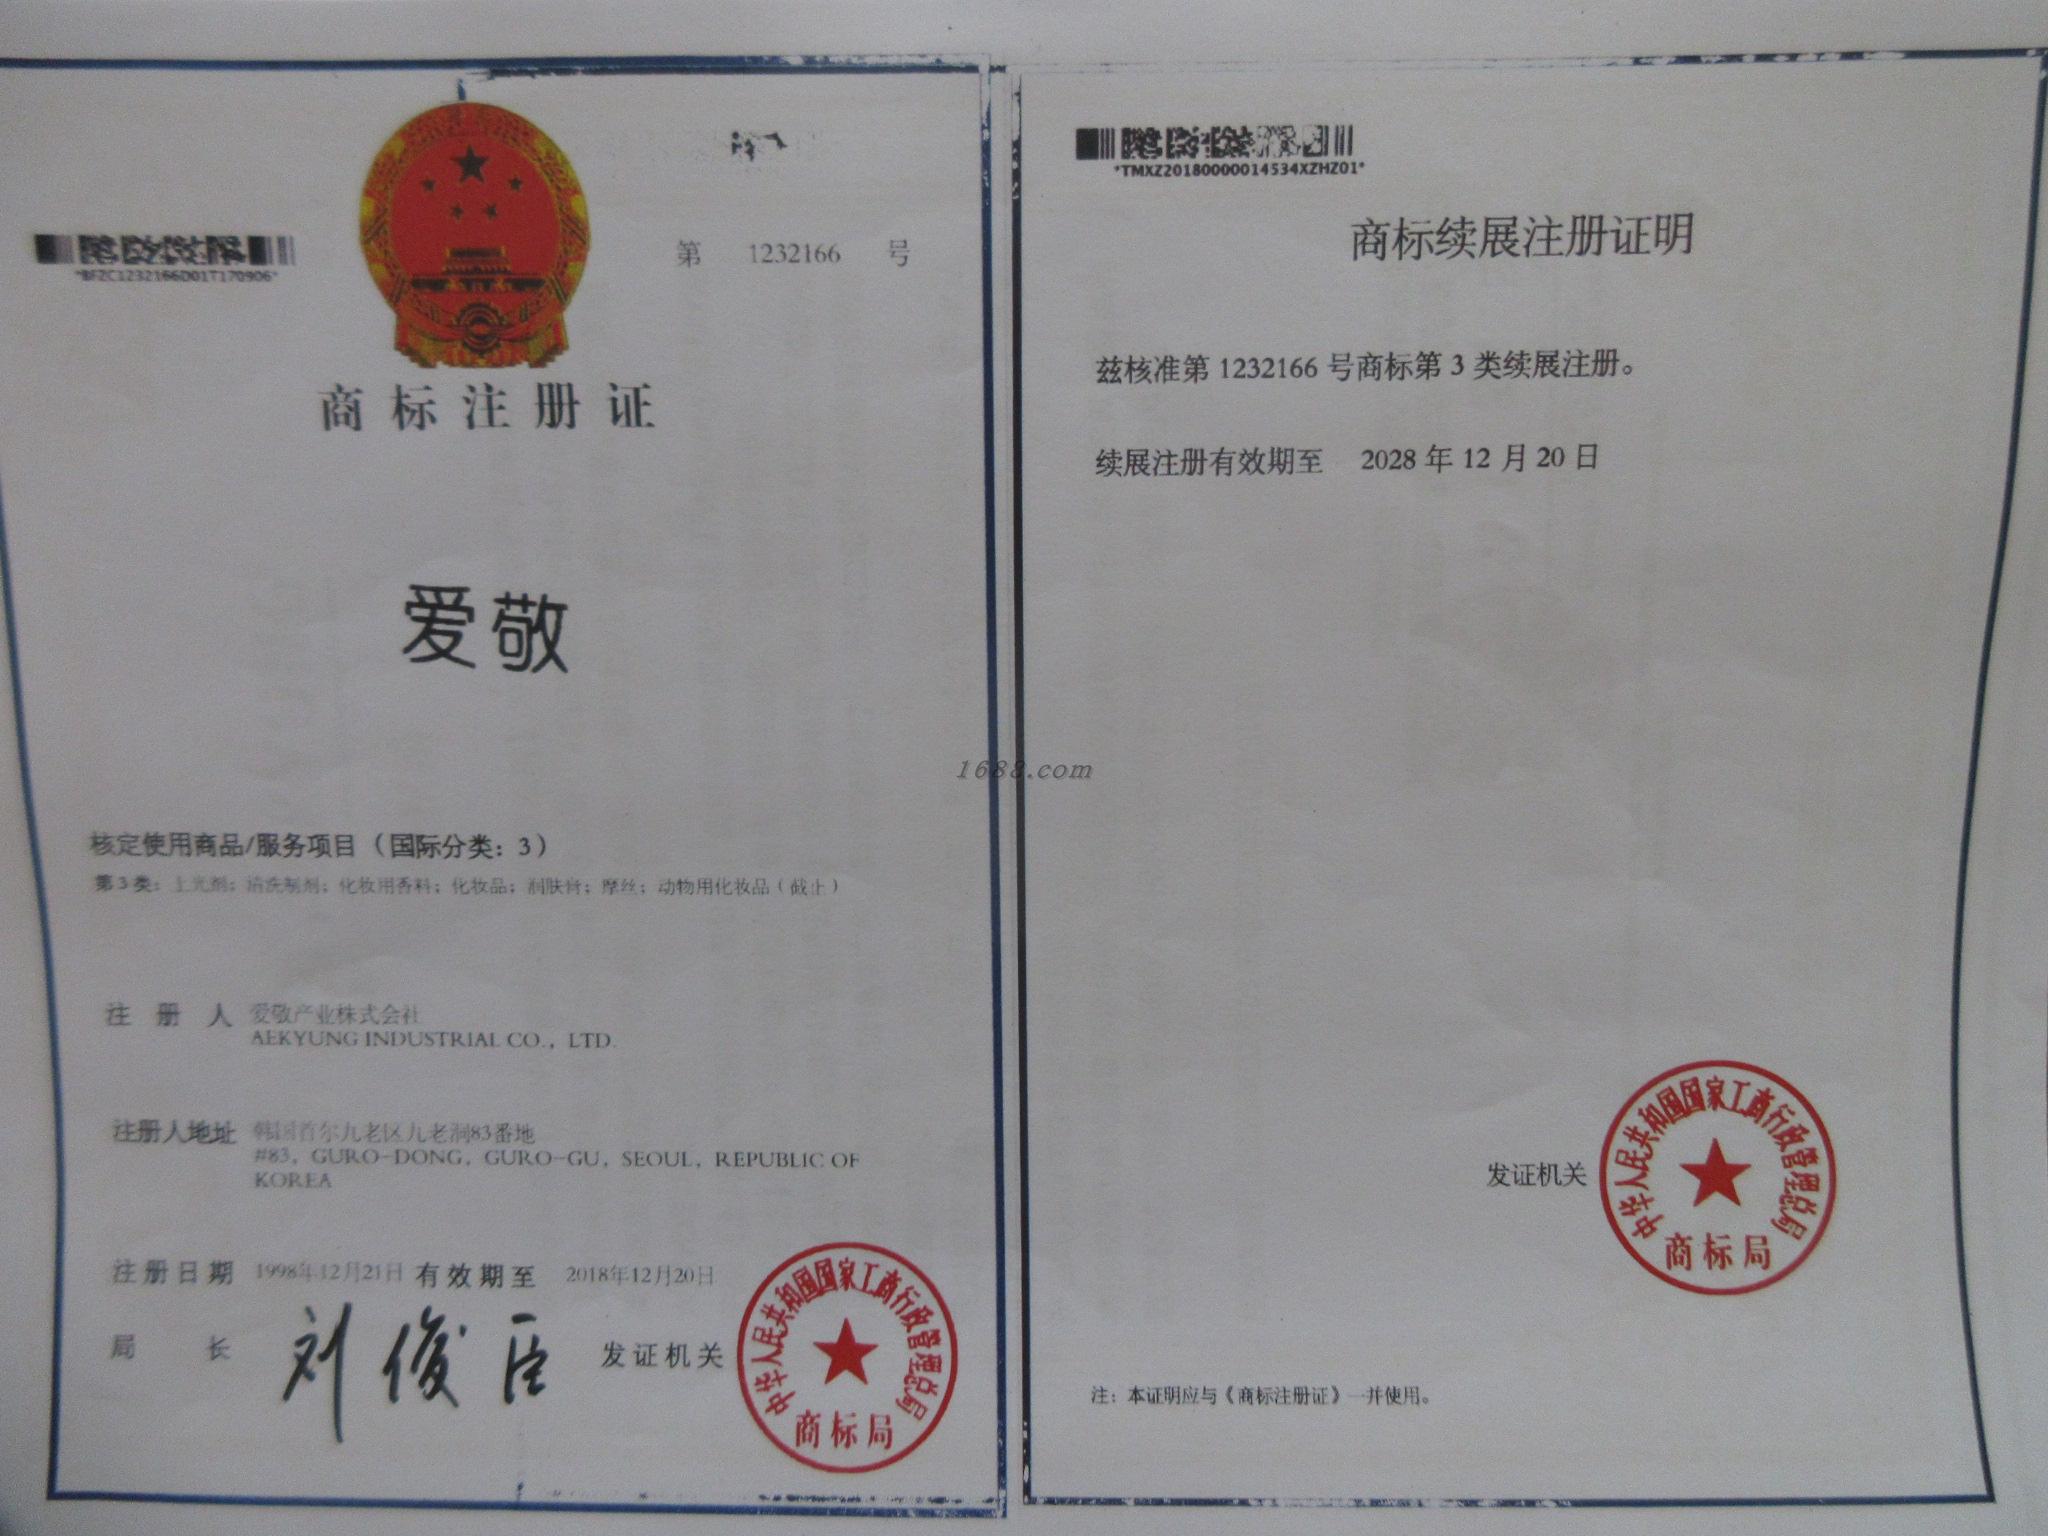 *BFZC1232166D01T170906*
第 1232166 号
商标注册证
爱敬
核定使用商品/服务项目（国际分类：3）
第3类：上光剂；清洗制剂；化妆用香料；化妆品；润肤膏；摩丝；动物用化妆品（截止）
注册人 爱敬产业株式会社
AEKYUNG INDUSTRIAL CO., LTD.
注册人地址 韩国首尔九老区九老洞83番地
#83, GURO-DONG, GURO-GU, SEOUL, REPUBLIC OF
KOREA
注册日期 1998年12月21日 有效期至 2018年12月20日
局长 刘俊臣 发证机关
中华人民共和国国家工商行政管理总局
商标局
1688.com
*TMXZ20180000014534XZHZ01*
商标续展注册证明
兹核准第 1232166 号商标第 3 类续展注册。
续展注册有效期至 2028 年 12 月 20 日
发证机关
中华人民共和国国家工商行政管理总局
商标局
注：本证明应与《商标注册证》一并使用。